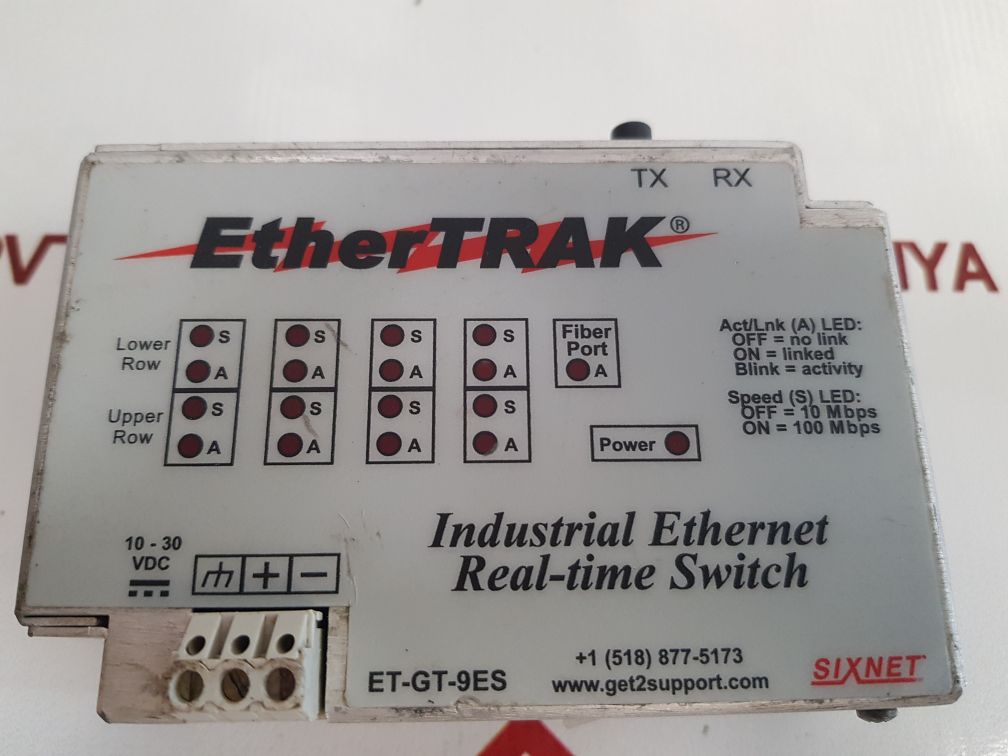 TX RX
EtherTRAK®
Lower Row
S S S S
A A A A
Fiber Port
A
Upper Row
S S S S
A A A A
Power
Act/Lnk (A) LED:
OFF = no link
ON = linked
Blink = activity
Speed (S) LED:
OFF = 10 Mbps
ON = 100 Mbps
10 - 30
VDC
+ −
Industrial Ethernet
Real-time Switch
ET-GT-9ES
+1 (518) 877-5173
www.get2support.com
SIXNET